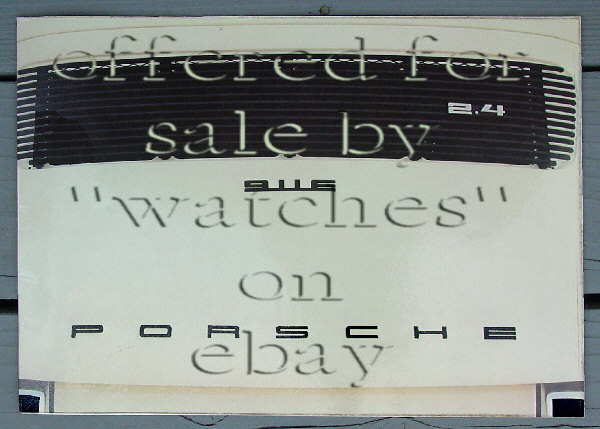 offered for
2.4
sale by
911E
"watches"
on
PORSCHE
ebay